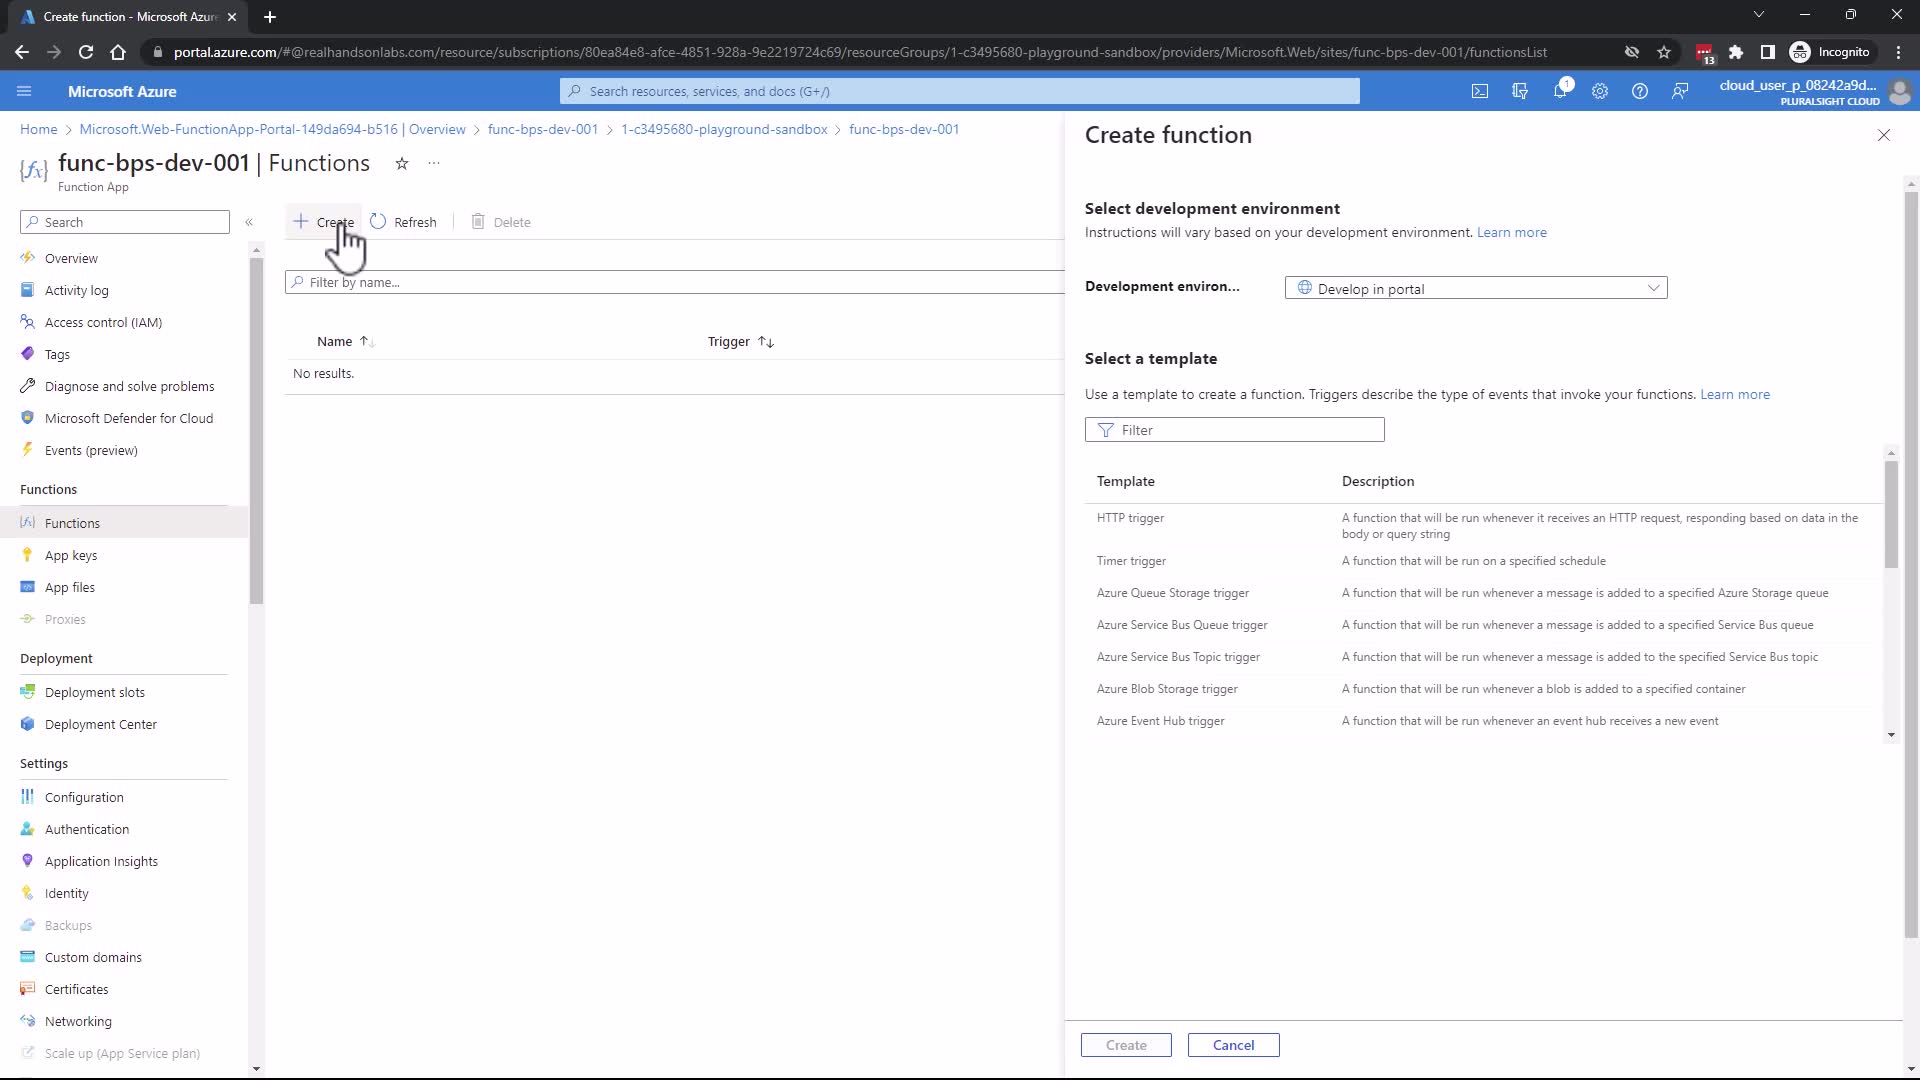 Create function - Microsoft Azure
portal.azure.com/#@realhandsonlabs.com/resource/subscriptions/80ea84e8-afce-4851-928a-9e2219724c69/resourceGroups/1-c3495680-playground-sandbox/providers/Microsoft.Web/sites/func-bps-dev-001/functionsList
13
Incognito
Microsoft Azure
Search resources, services, and docs (G+/)
1
cloud_user_p_08242a9d...
PLURALSIGHT CLOUD
Home > Microsoft.Web-FunctionApp-Portal-149da694-b516 | Overview > func-bps-dev-001 > 1-c3495680-playground-sandbox > func-bps-dev-001
func-bps-dev-001 | Functions
Function App
Search
Overview
Activity log
Access control (IAM)
Tags
Diagnose and solve problems
Microsoft Defender for Cloud
Events (preview)
Functions
Functions
App keys
App files
Proxies
Deployment
Deployment slots
Deployment Center
Settings
Configuration
Authentication
Application Insights
Identity
Backups
Custom domains
Certificates
Networking
Scale up (App Service plan)
Create
Refresh
Delete
Filter by name...
Name
Trigger
No results.
Create function
Select development environment
Instructions will vary based on your development environment. Learn more
Development environ...
Develop in portal
Select a template
Use a template to create a function. Triggers describe the type of events that invoke your functions. Learn more
Filter
Template Description
HTTP trigger A function that will be run whenever it receives an HTTP request, responding based on data in the
body or query string
Timer trigger A function that will be run on a specified schedule
Azure Queue Storage trigger A function that will be run whenever a message is added to a specified Azure Storage queue
Azure Service Bus Queue trigger A function that will be run whenever a message is added to a specified Service Bus queue
Azure Service Bus Topic trigger A function that will be run whenever a message is added to the specified Service Bus topic
Azure Blob Storage trigger A function that will be run whenever a blob is added to a specified container
Azure Event Hub trigger A function that will be run whenever an event hub receives a new event
Create
Cancel